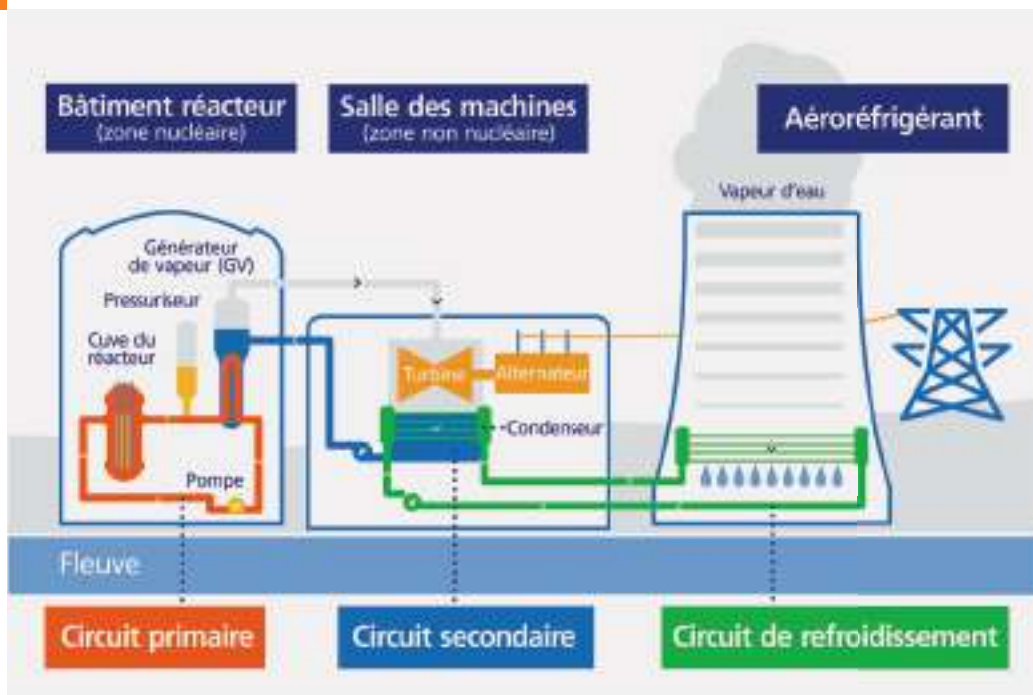 Bâtiment réacteur
(zone nucléaire)
Salle des machines
(zone non nucléaire)
Aéroréfrigérant
Vapeur d'eau
Générateur
de vapeur (GV)
Pressuriseur
Cuve du
réacteur
Turbine
Alternateur
Condenseur
Pompe
Fleuve
Circuit primaire
Circuit secondaire
Circuit de refroidissement